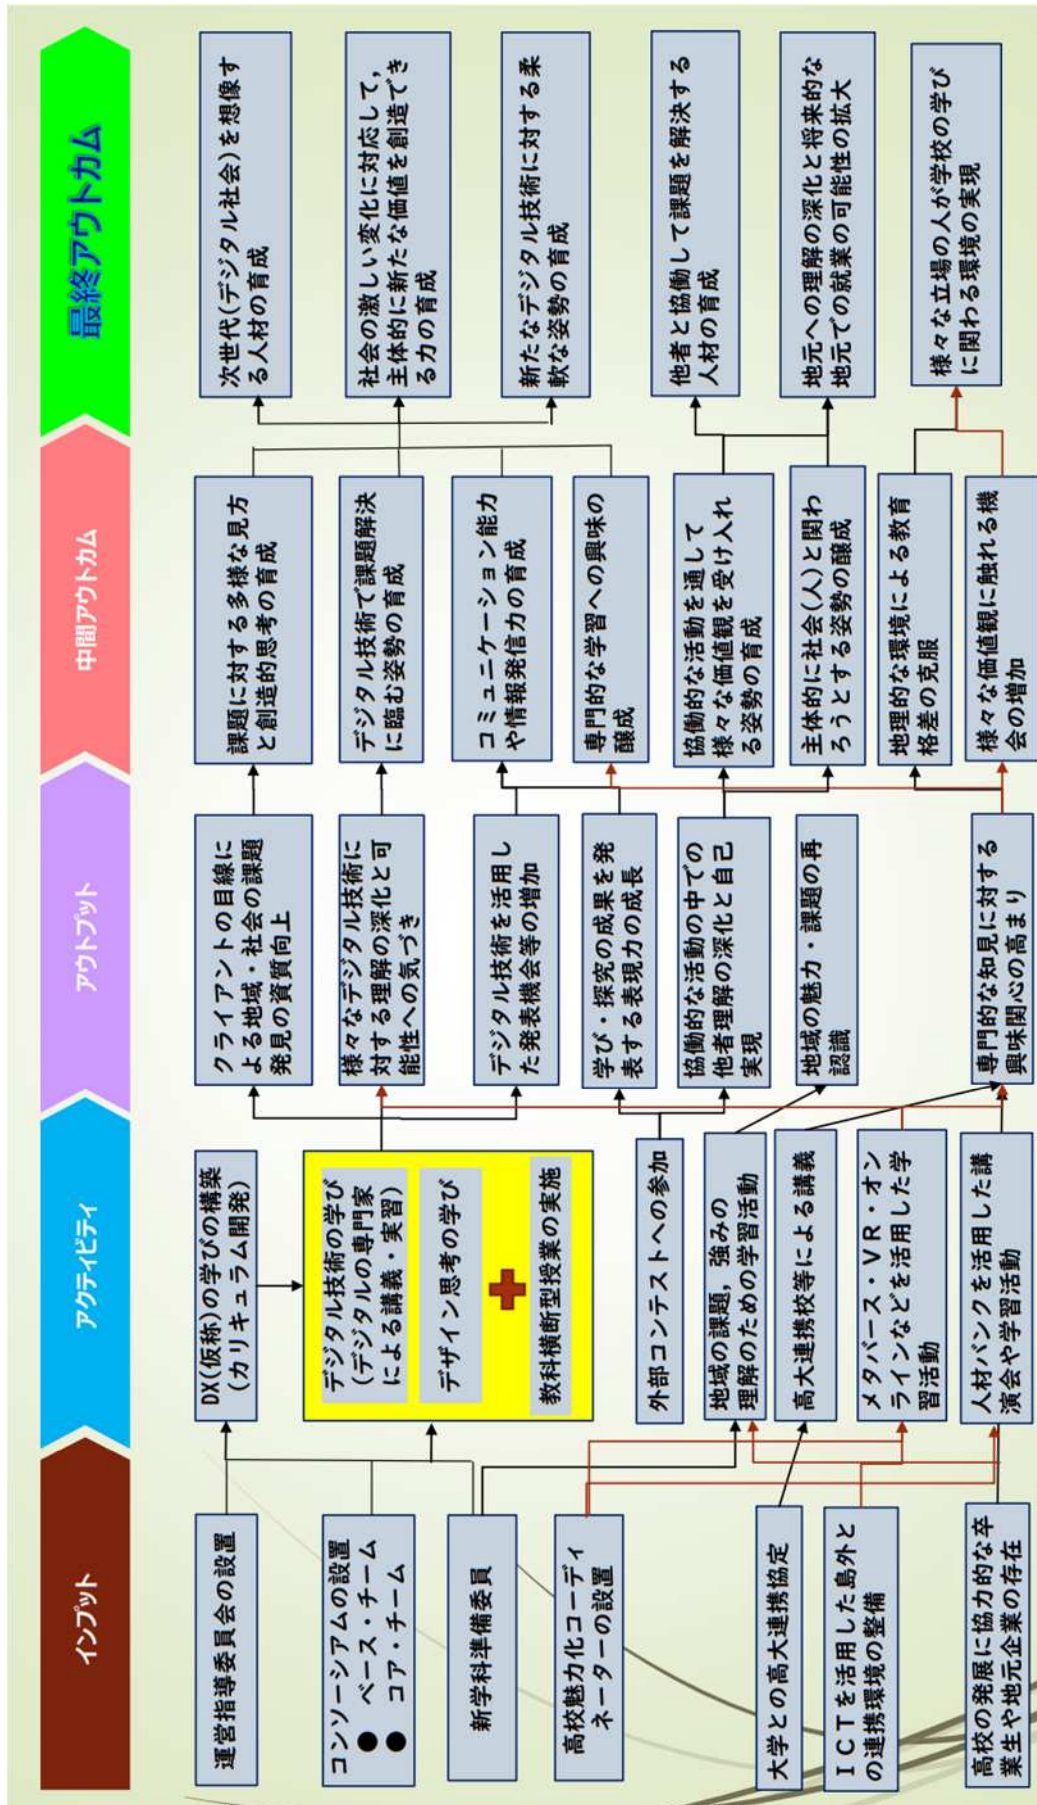 インプット
アクティビティ
アウトプット
中間アウトカム
最終アウトカム
運営指導委員会の設置
コンソーシアムの設置
● ベース・チーム
● コア・チーム
新学科準備委員
高校魅力化コーディ
ネーターの設置
大学との高大連携協定
ICTを活用した島外と
の連携環境の整備
高校の発展に協力的な卒
業生や地元企業の存在
DX(仮称)の学びの構築
(カリキュラム開発)
デジタル技術の学び
(デジタルの専門家
による講義・実習)
デザイン思考の学び
教科横断型授業の実施
外部コンテストへの参加
地域の課題,強みの
理解のための学習活動
高大連携校等による講義
メタバース・VR・オン
ラインなどを活用した学
習活動
人材バンクを活用した講
演会や学習活動
クライアントの目線に
よる地域・社会の課題
発見の資質向上
様々なデジタル技術に
対する理解の深化と可
能性への気づき
デジタル技術を活用し
た発表機会等の増加
学び・探究の成果を発
表する表現力の成長
協働的な活動の中での
他者理解の深化と自己
実現
地域の魅力・課題の再
認識
専門的な知見に対する
興味関心の高まり
課題に対する多様な見方
と創造的思考の育成
デジタル技術で課題解決
に臨む姿勢の育成
コミュニケーション能力
や情報発信力の育成
専門的な学習への興味の
醸成
協働的な活動を通して
様々な価値観を受け入れ
る姿勢の育成
主体的に社会(人)と関わ
ろうとする姿勢の醸成
地理的な環境による教育
格差の克服
様々な価値観に触れる機
会の増加
次世代(デジタル社会)を想像す
る人材の育成
社会の激しい変化に対応して,
主体的に新たな価値を創造でき
る力の育成
新たなデジタル技術に対する柔
軟な姿勢の育成
他者と協働して課題を解決する
人材の育成
地元への理解の深化と将来的な
地元での就業の可能性の拡大
様々な立場の人が学校の学び
に関わる環境の実現